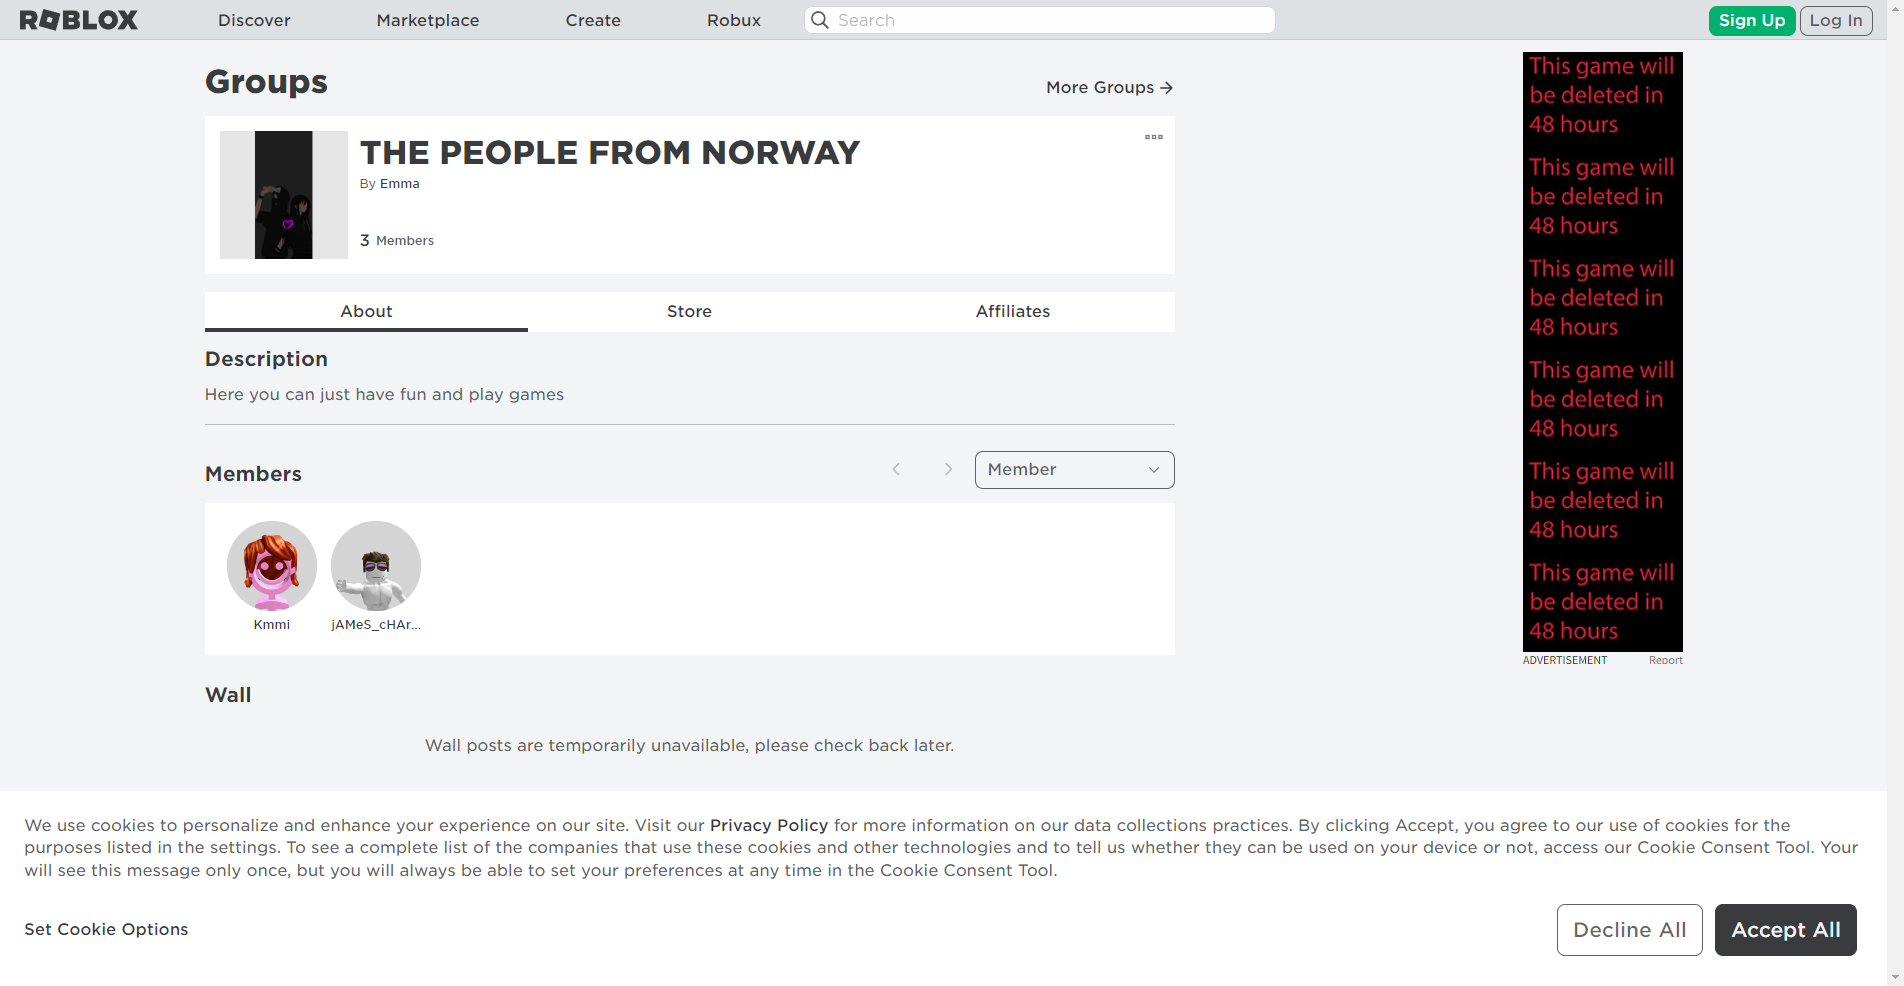 ROBLOX
Discover
Marketplace
Create
Robux
Search
Sign Up
Log In
Groups
More Groups
THE PEOPLE FROM NORWAY
By Emma
3 Members
About
Store
Affiliates
Description
Here you can just have fun and play games
Members
Member
Kmmi
jAMeS_cHAr...
Wall
Wall posts are temporarily unavailable, please check back later.
This game will
be deleted in
48 hours
This game will
be deleted in
48 hours
This game will
be deleted in
48 hours
This game will
be deleted in
48 hours
This game will
be deleted in
48 hours
This game will
be deleted in
48 hours
ADVERTISEMENT
Report
We use cookies to personalize and enhance your experience on our site. Visit our Privacy Policy for more information on our data collections practices. By clicking Accept, you agree to our use of cookies for the
purposes listed in the settings. To see a complete list of the companies that use these cookies and other technologies and to tell us whether they can be used on your device or not, access our Cookie Consent Tool. Your
will see this message only once, but you will always be able to set your preferences at any time in the Cookie Consent Tool.
Set Cookie Options
Decline All
Accept All